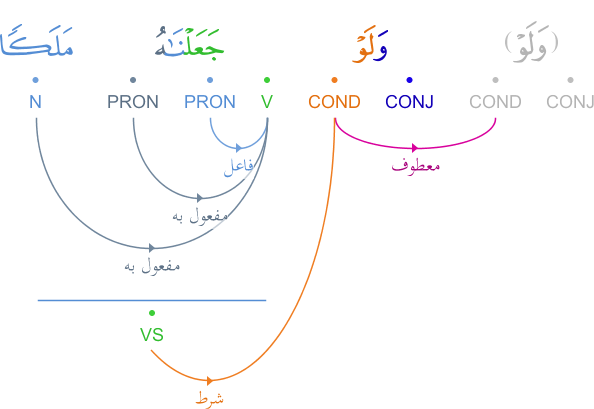 (وَلَوْ) وَلَوْ جَعَلْنَـٰهُ مَلَكًا
CONJ COND CONJ COND V PRON PRON N
فاعل معطوف
مفعول به
مفعول به
VS
شرط